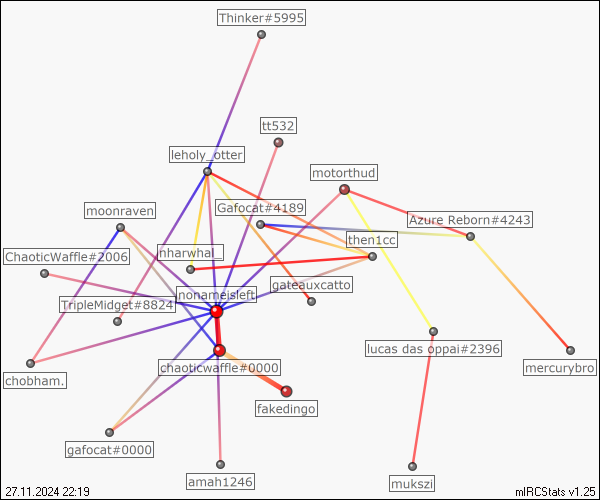 Thinker#5995
tt532
leholy_otter
motorthud
Gafocat#4189
moonraven
Azure Reborn#4243
then1cc
nharwhal_
ChaoticWaffle#2006
gateauxcatto
nonameisleft
TripleMidget#8824
lucas das oppai#2396
chaoticwaffle#0000
mercurybro
chobham.
fakedingo
gafocat#0000
amah1246
mukszi
27.11.2024 22:19
mIRCStats v1.25